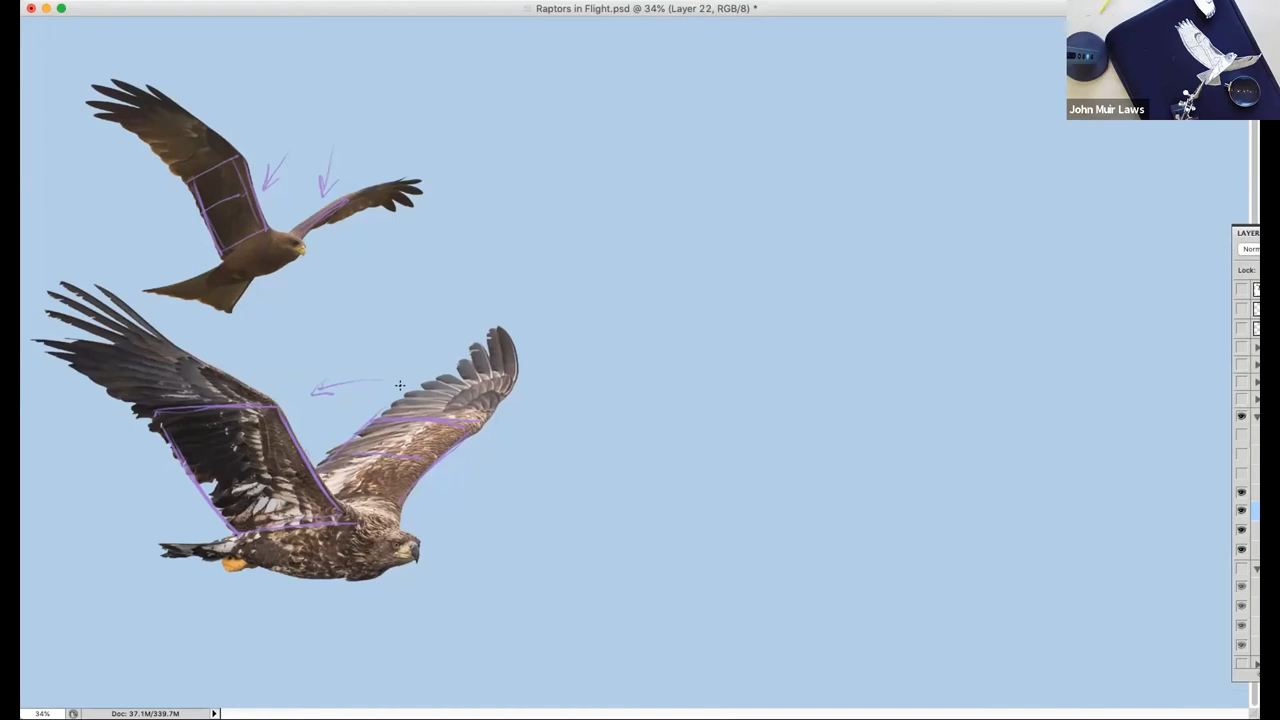 Raptors in Flight.psd @ 34% (Layer 22, RGB/8) *
John Muir Laws
LAYER
Norm
Lock:
34%
Doc: 37.1M/339.7M